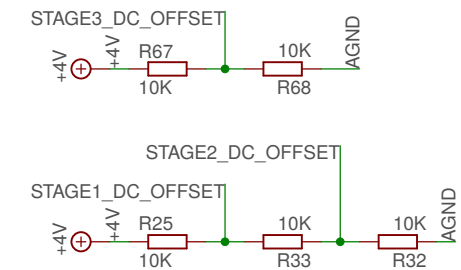 STAGE3_DC_OFFSET
+4V
+4V
R67
10K
10K
R68
AGND
STAGE2_DC_OFFSET
STAGE1_DC_OFFSET
+4V
+4V
R25
10K
10K
R33
10K
R32
AGND